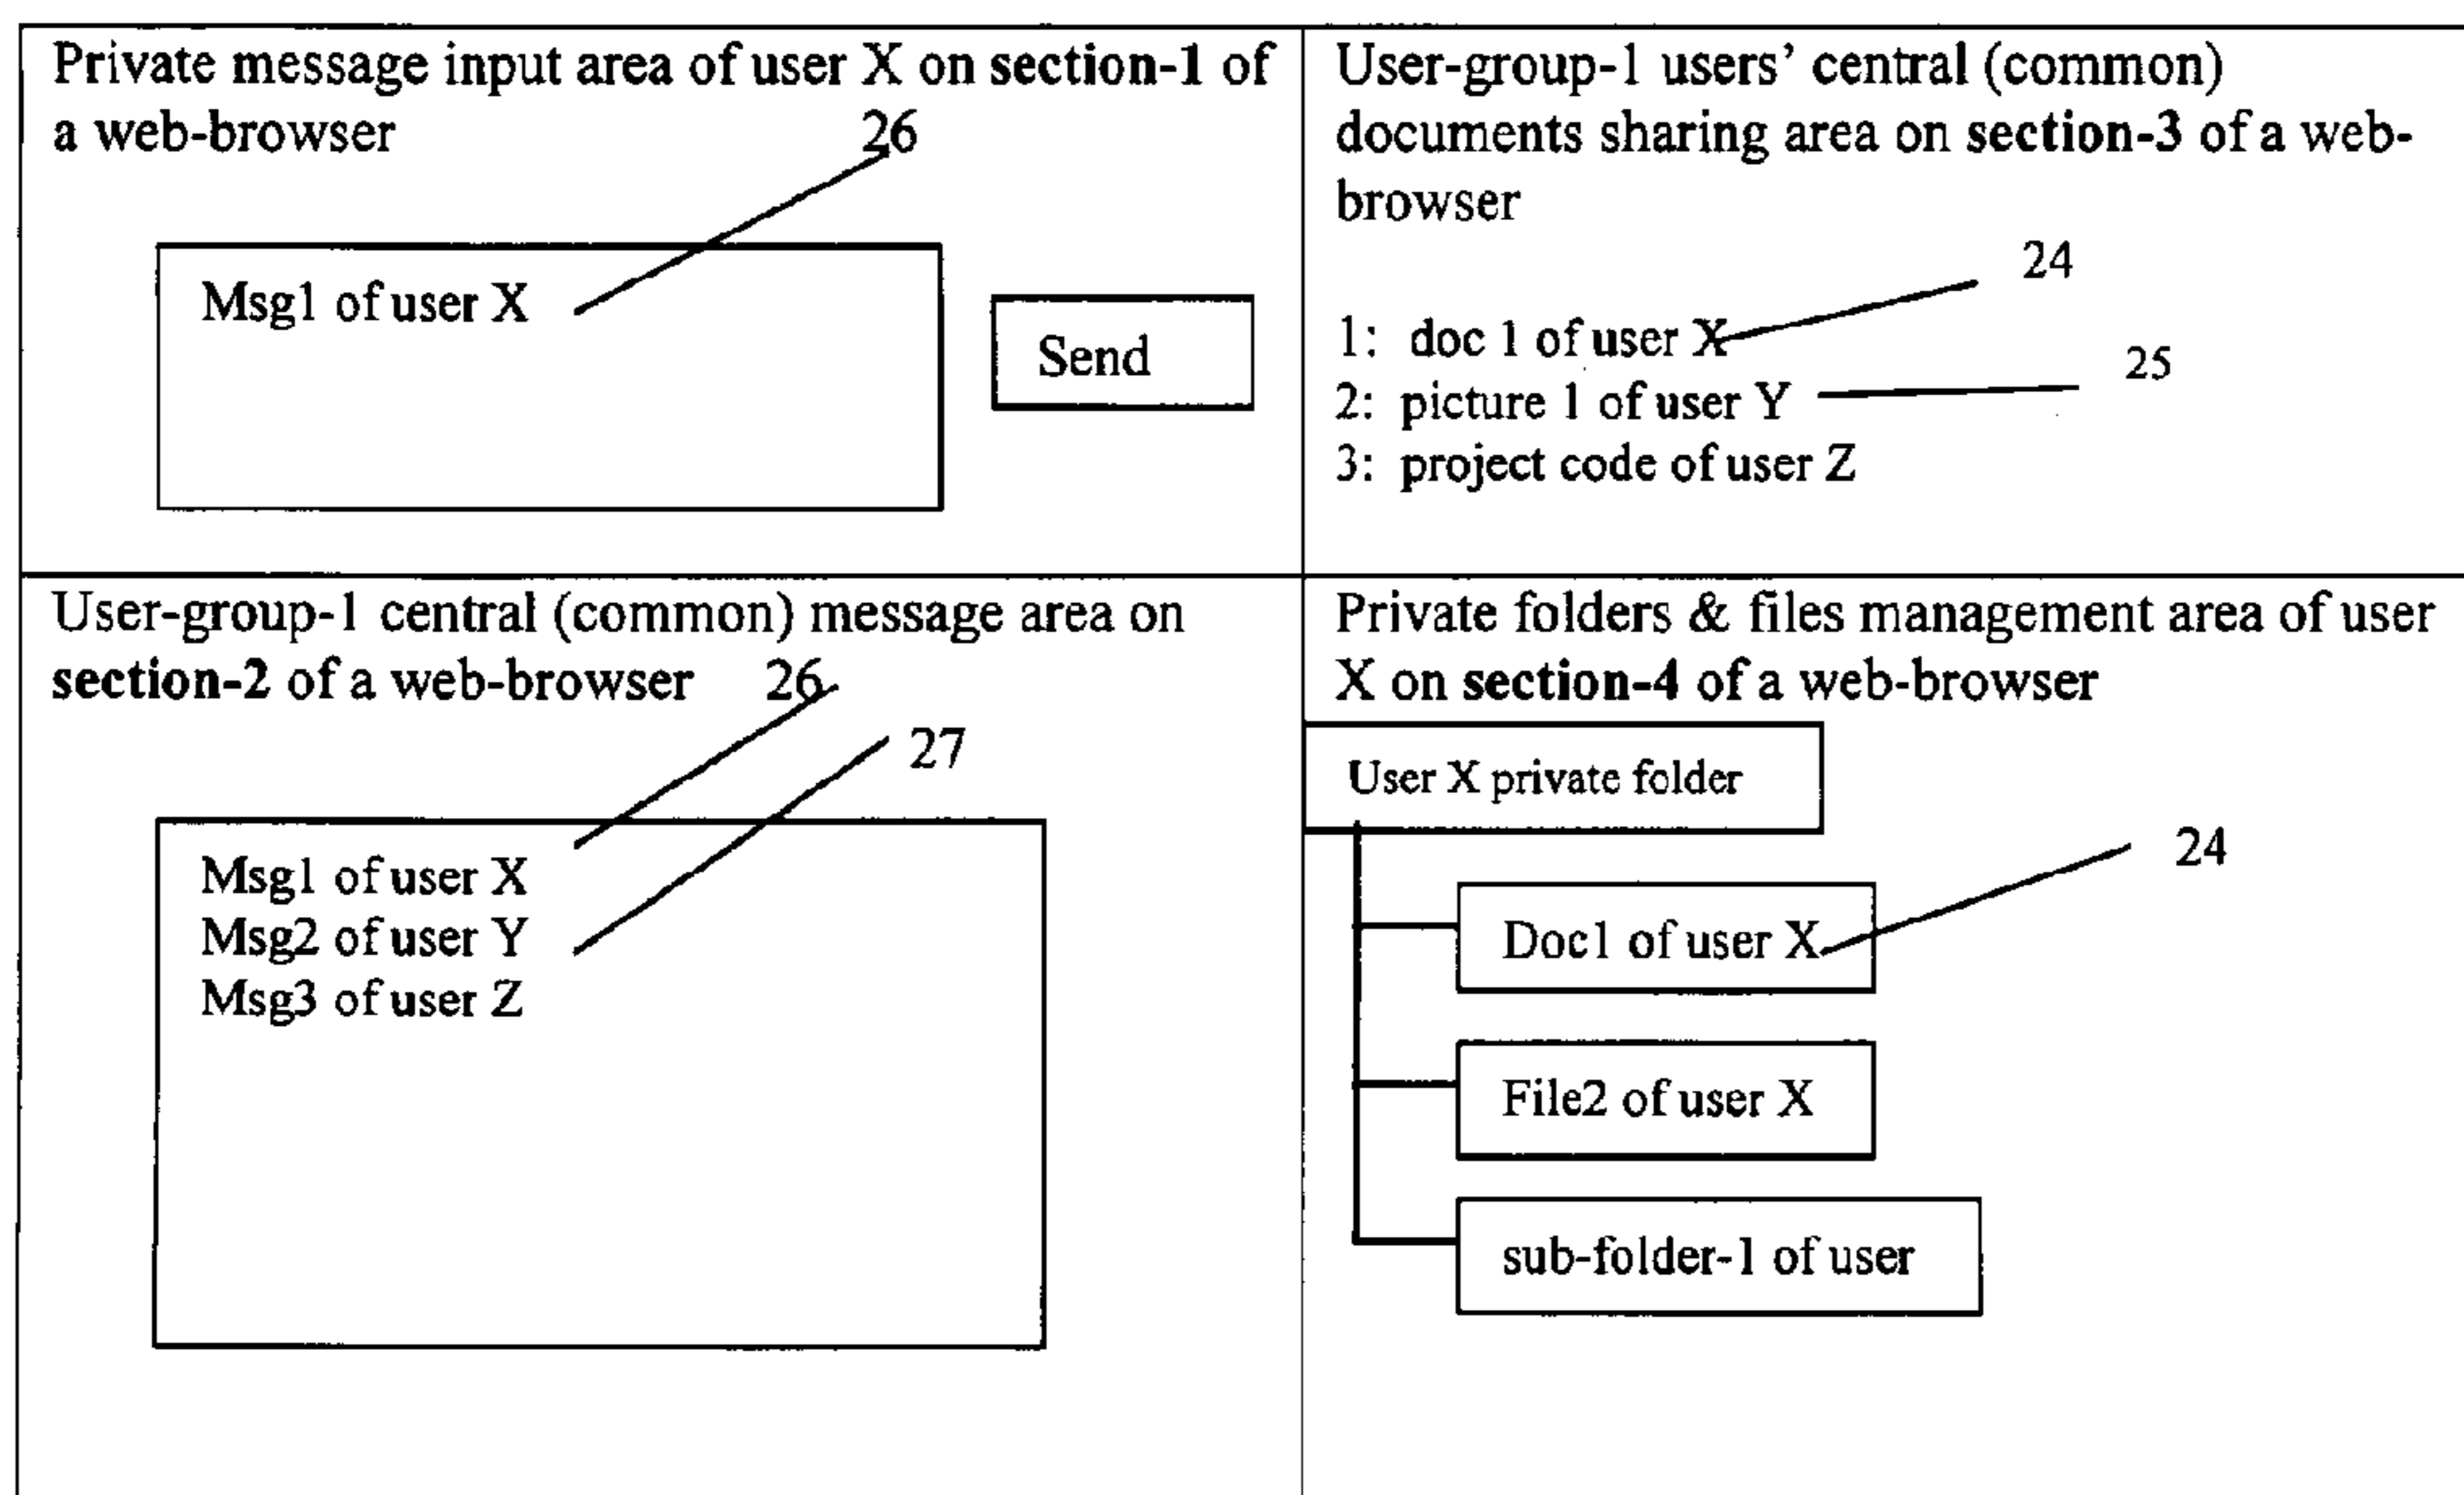 Private message input area of user X on section-1 of
a web-browser
26
Msg1 of user X
Send
User-group-1 users' central (common)
documents sharing area on section-3 of a web-
browser
24
1: doc 1 of user X
25
2: picture 1 of user Y
3: project code of user Z
User-group-1 central (common) message area on
section-2 of a web-browser
26
27
Msg1 of user X
Msg2 of user Y
Msg3 of user Z
Private folders & files management area of user
X on section-4 of a web-browser
User X private folder
24
Doc1 of user X
File2 of user X
sub-folder-1 of user